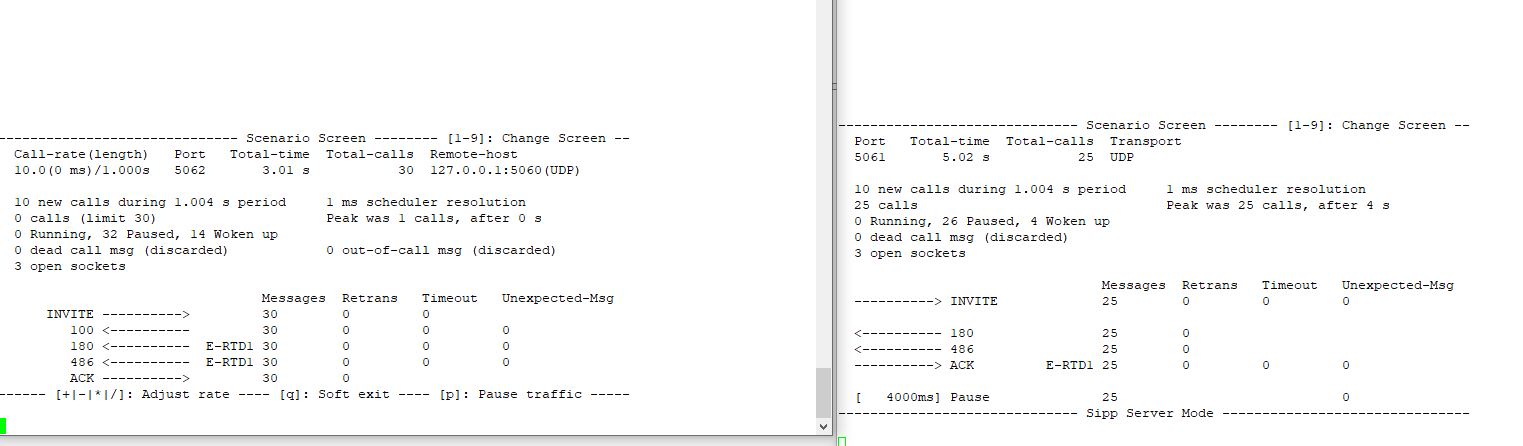 ----------------------------- Scenario Screen -------- [1-9]: Change Screen --
Call-rate(length)   Port   Total-time  Total-calls  Remote-host
10.0(0 ms)/1.000s   5062       3.01 s           30  127.0.0.1:5060(UDP)
10 new calls during 1.004 s period     1 ms scheduler resolution
0 calls (limit 30)                     Peak was 1 calls, after 0 s
0 Running, 32 Paused, 14 Woken up
0 dead call msg (discarded)            0 out-of-call msg (discarded)
3 open sockets
Messages  Retrans   Timeout   Unexpected-Msg
INVITE ---------->         30        0         0
100 <----------         30        0         0         0
180 <----------  E-RTD1 30        0         0         0
486 <----------  E-RTD1 30        0         0         0
ACK ---------->         30        0
------ [+|-|*|/]: Adjust rate ---- [q]: Soft exit ---- [p]: Pause traffic -----
------------------------------ Scenario Screen -------- [1-9]: Change Screen --
Port   Total-time  Total-calls  Transport
5061       5.02 s           25  UDP
10 new calls during 1.004 s period     1 ms scheduler resolution
25 calls                               Peak was 25 calls, after 4 s
0 Running, 26 Paused, 4 Woken up
0 dead call msg (discarded)
3 open sockets
Messages  Retrans   Timeout   Unexpected-Msg
----------> INVITE             25        0         0         0
<---------- 180                25        0
<---------- 486                25        0
----------> ACK         E-RTD1 25        0         0         0
[   4000ms] Pause              25                            0
------------------------------ Sipp Server Mode -------------------------------